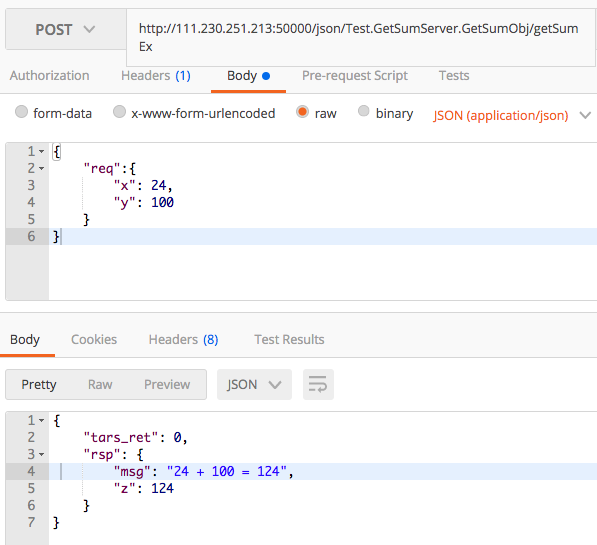 POST
http://111.230.251.213:50000/json/Test.GetSumServer.GetSumObj/getSum
Ex
Authorization Headers (1) Body Pre-request Script Tests
form-data x-www-form-urlencoded raw binary JSON (application/json)
1 {
2 "req":{
3 "x": 24,
4 "y": 100
5 }
6 }
Body Cookies Headers (8) Test Results
Pretty Raw Preview JSON
1 {
2 "tars_ret": 0,
3 "rsp": {
4 "msg": "24 + 100 = 124",
5 "z": 124
6 }
7 }